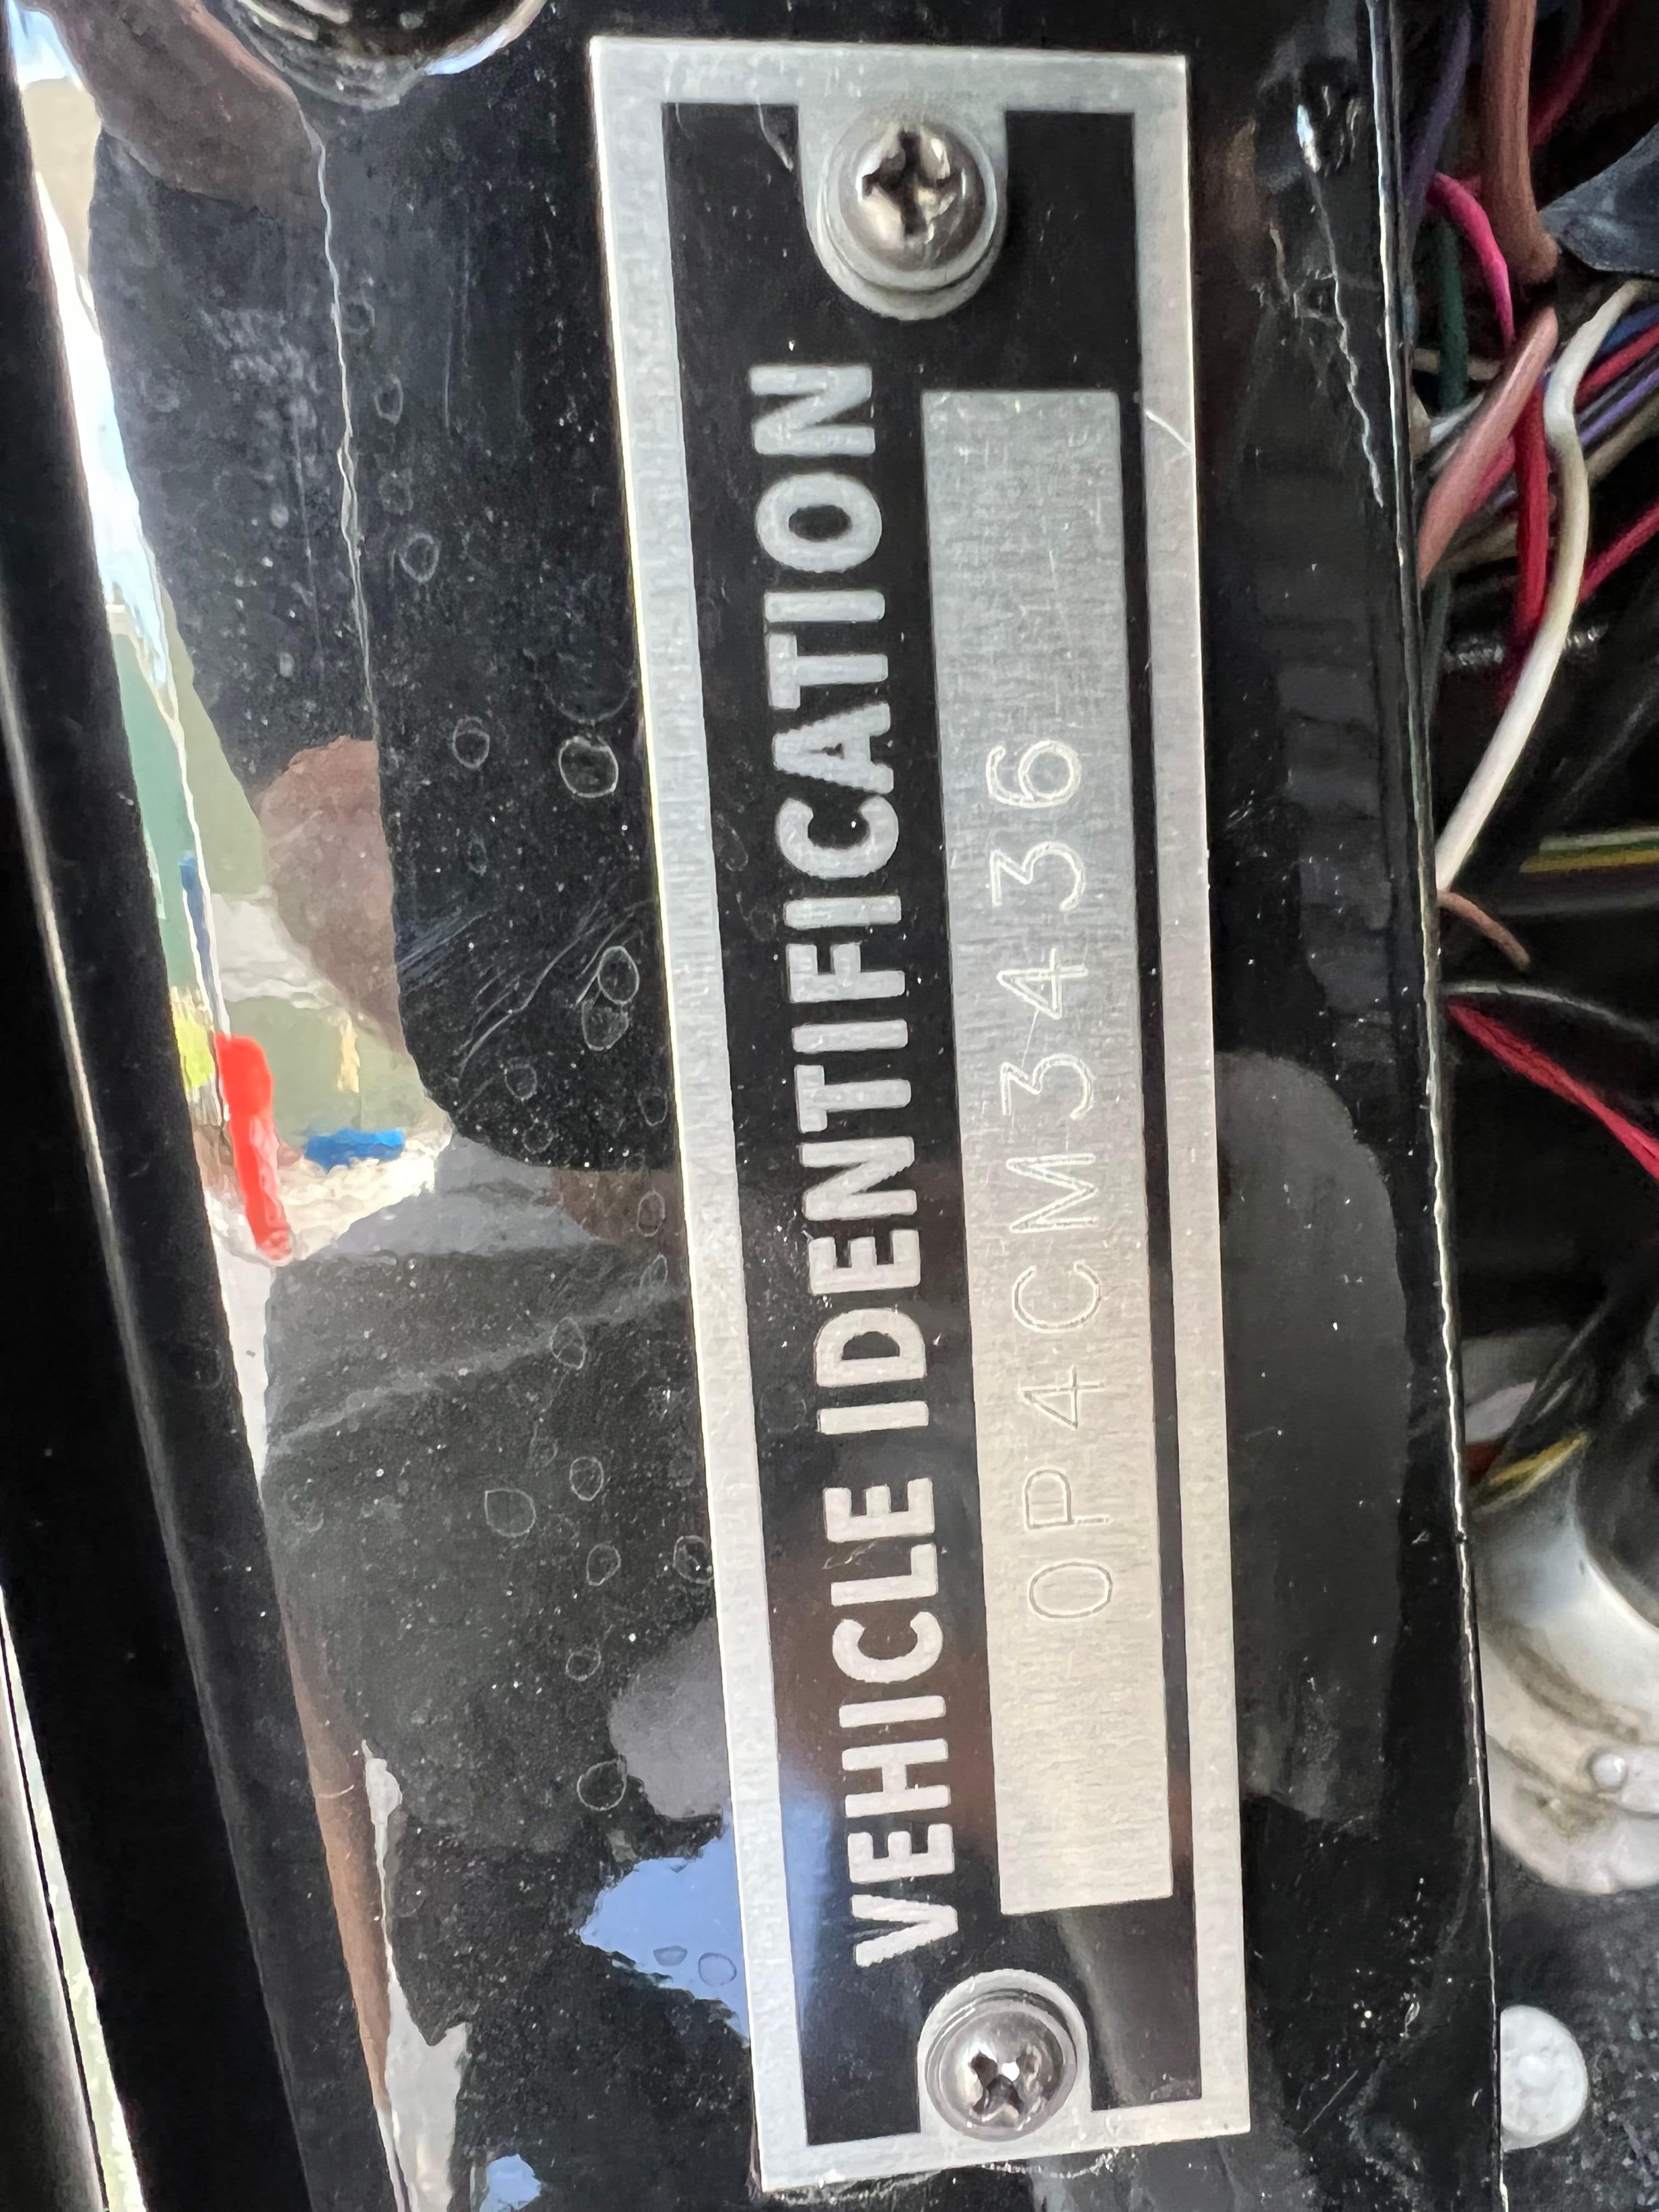 VEHICLE IDENTIFICATION
0P4CM3436